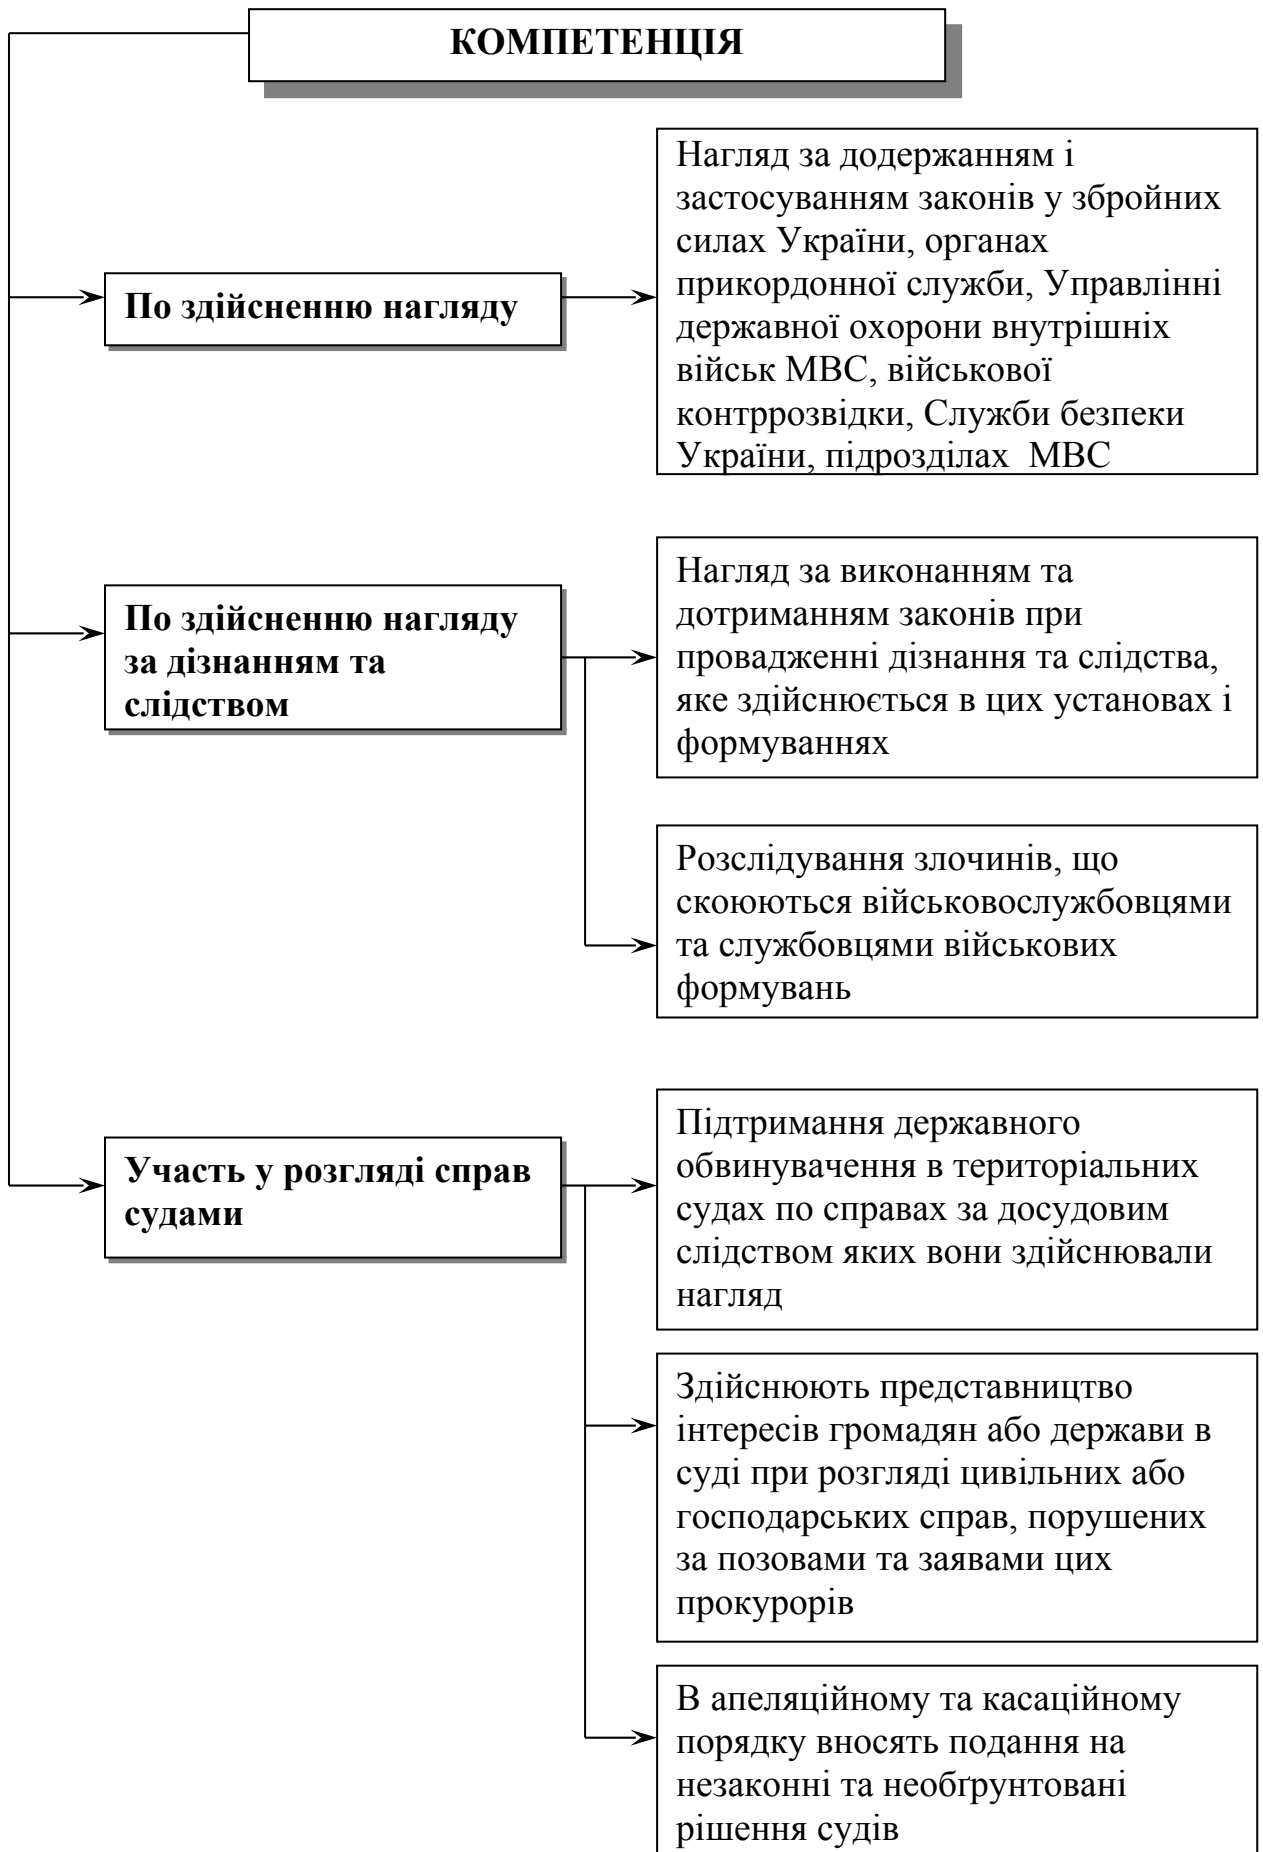 КОМПЕТЕНЦІЯ
По здійсненню нагляду
Нагляд за додержанням і
застосуванням законів у збройних
силах України, органах
прикордонної служби, Управлінні
державної охорони внутрішніх
військ МВС, військової
контррозвідки, Служби безпеки
України, підрозділах МВС
По здійсненню нагляду
за дізнанням та
слідством
Нагляд за виконанням та
дотриманням законів при
провадженні дізнання та слідства,
яке здійснюється в цих установах і
формуваннях
Розслідування злочинів, що
скоюються військовослужбовцями
та службовцями військових
формувань
Участь у розгляді справ
судами
Підтримання державного
обвинувачення в територіальних
судах по справах за досудовим
слідством яких вони здійснювали
нагляд
Здійснюють представництво
інтересів громадян або держави в
суді при розгляді цивільних або
господарських справ, порушених
за позовами та заявами цих
прокурорів
В апеляційному та касаційному
порядку вносять подання на
незаконні та необґрунтовані
рішення судів